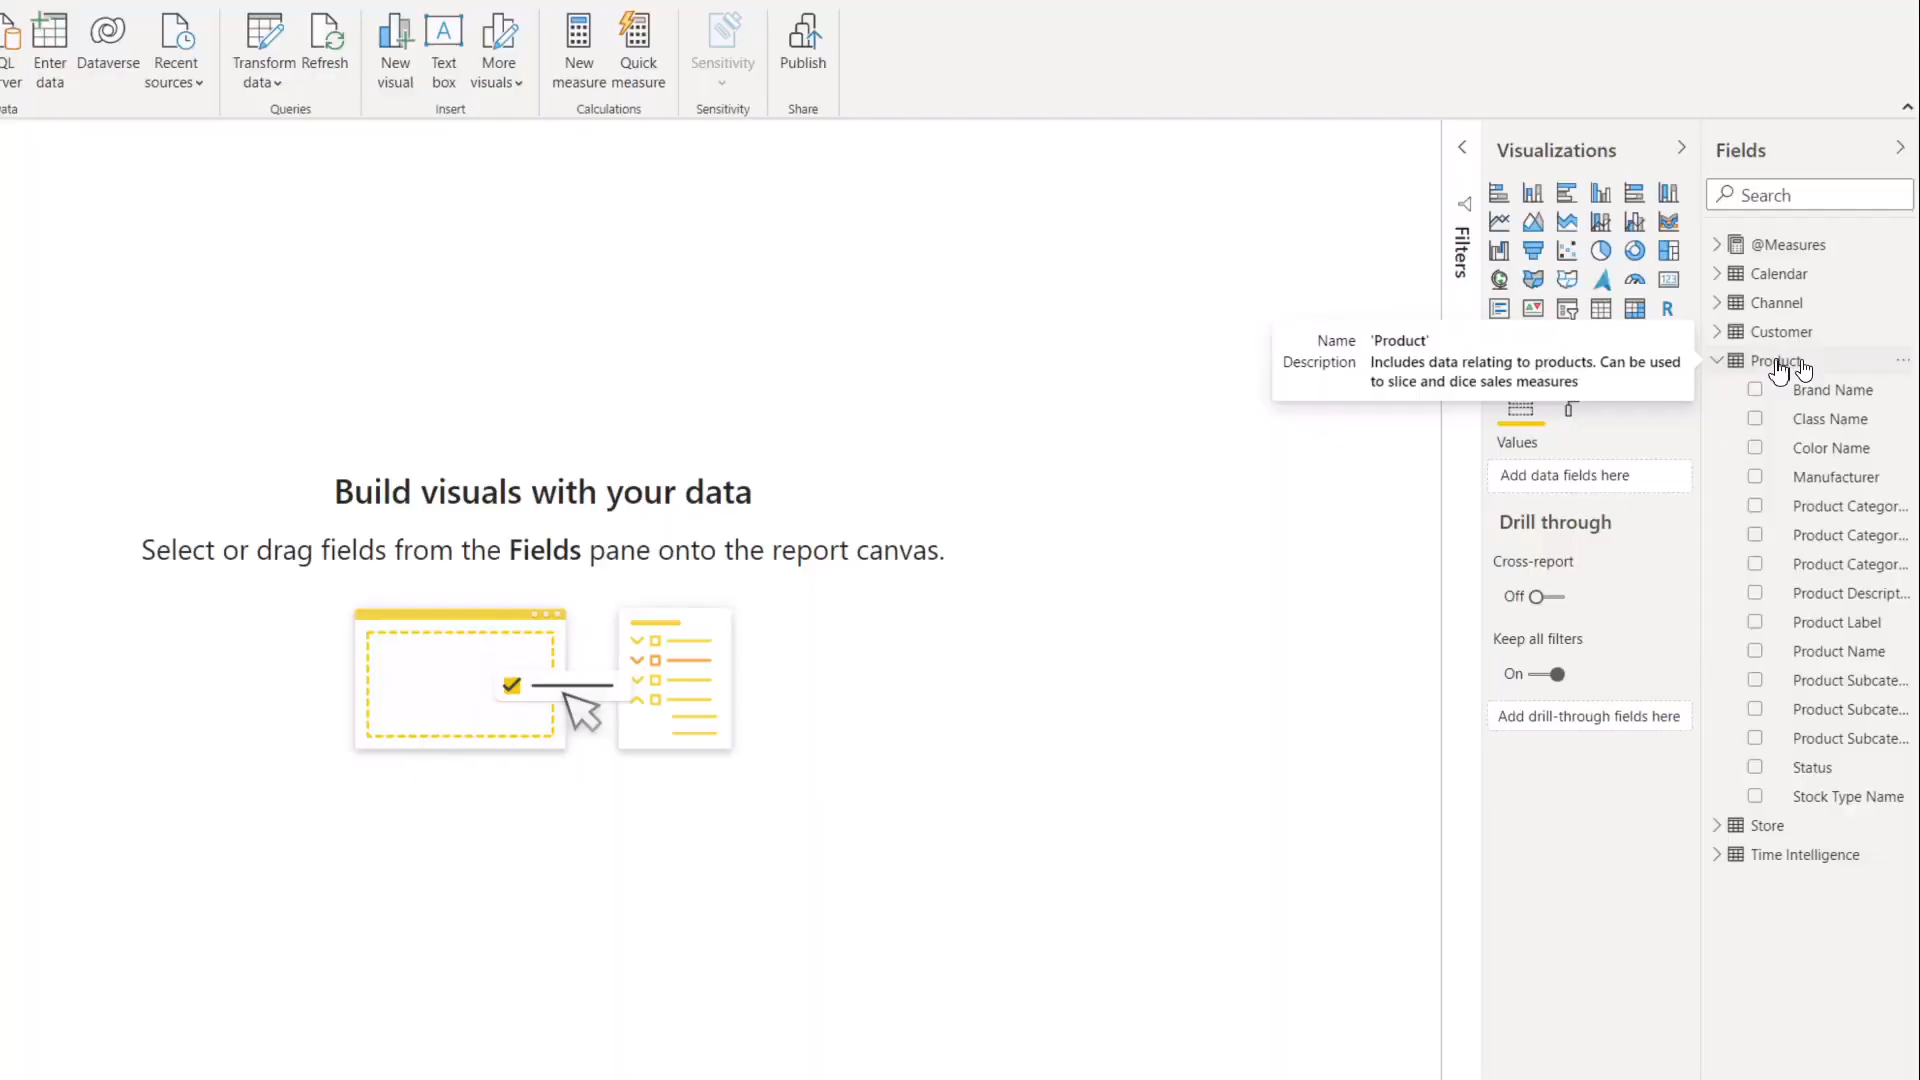 QL
rver
Enter
data
Dataverse
Recent
sources
Transform
data
Refresh
New
visual
A
Text
box
More
visuals
New
measure
Quick
measure
Sensitivity
Publish
ata
Queries
Insert
Calculations
Sensitivity
Share
Filters
Visualizations
123
R
Name 'Product'
Description Includes data relating to products. Can be used
to slice and dice sales measures
Values
Add data fields here
Drill through
Cross-report
Off
Keep all filters
On
Add drill-through fields here
Fields
Search
@Measures
Calendar
Channel
Customer
Product
...
Brand Name
Class Name
Color Name
Manufacturer
Product Categor...
Product Categor...
Product Categor...
Product Descript...
Product Label
Product Name
Product Subcate...
Product Subcate...
Product Subcate...
Status
Stock Type Name
Store
Time Intelligence
Build visuals with your data
Select or drag fields from the Fields pane onto the report canvas.